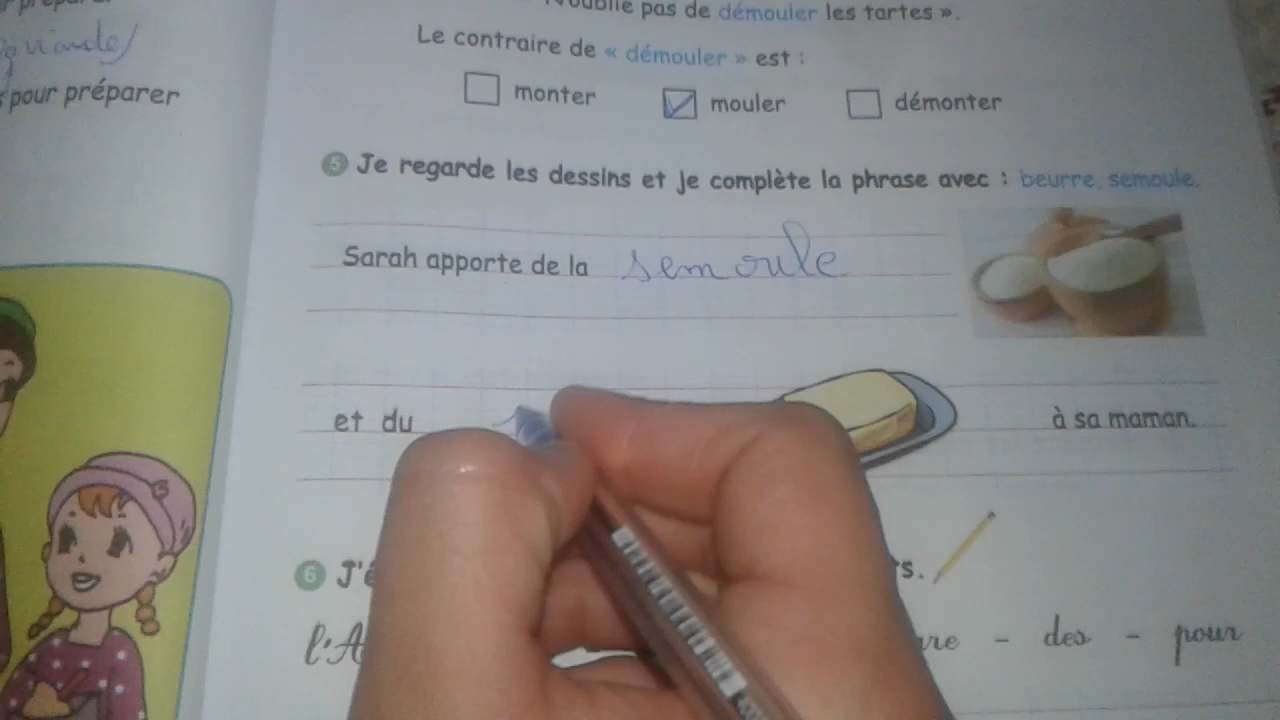 pas de démouler les tartes ».
Le contraire de « démouler » est :
monter
mouler
démonter
pour préparer
5 Je regarde les dessins et je complète la phrase avec : beurre, semoule.
Sarah apporte de la semoule
et du à sa maman.
6
des - pour